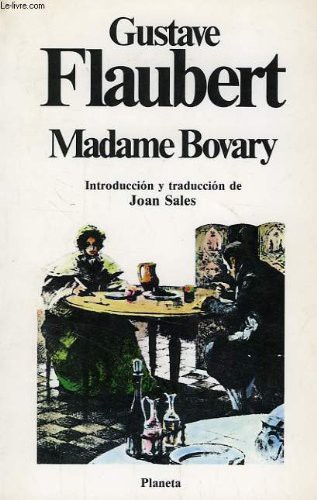 Le-livre.com
Gustave
Flaubert
Madame Bovary
Introducción y traducción de
Joan Sales
Planeta